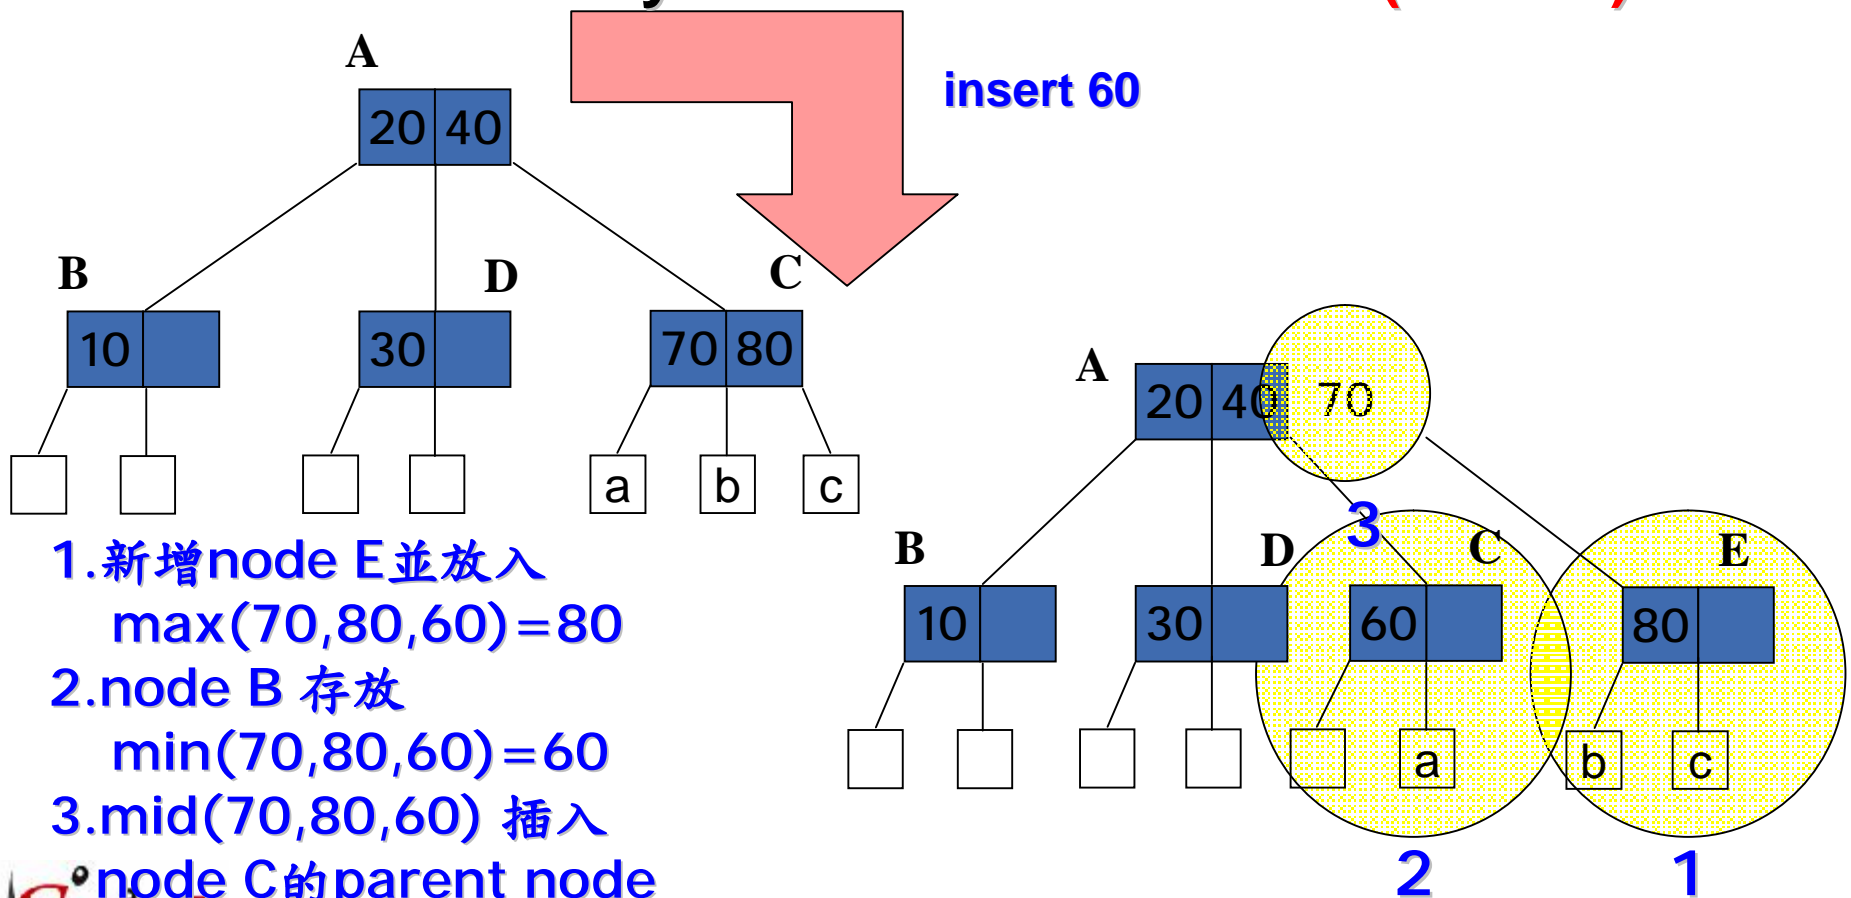 insert 60
A
20 40
B
D
C
10
30
70 80
a
b
c
A
20 40
70
3
B
D
C
E
10
30
60
80
a
b
c
2
1
1.新增node E並放入
max(70,80,60)=80
2.node B 存放
min(70,80,60)=60
3.mid(70,80,60) 插入
node C的parent node